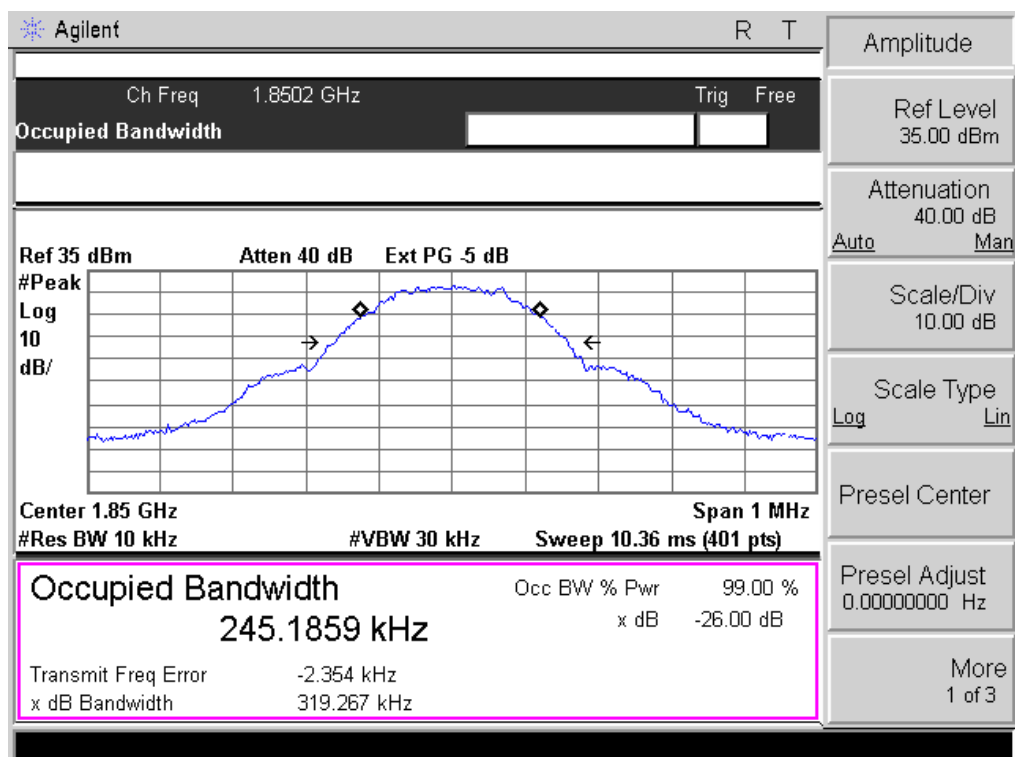 Agilent
R T
Ch Freq 1.8502 GHz Trig Free
Occupied Bandwidth
Ref 35 dBm Atten 40 dB Ext PG -5 dB
#Peak
Log
10
dB/
Center 1.85 GHz Span 1 MHz
#Res BW 10 kHz #VBW 30 kHz Sweep 10.36 ms (401 pts)
Occupied Bandwidth Occ BW % Pwr 99.00 %
245.1859 kHz x dB -26.00 dB
Transmit Freq Error -2.354 kHz
x dB Bandwidth 319.267 kHz
Amplitude
Ref Level
35.00 dBm
Attenuation
40.00 dB
Auto Man
Scale/Div
10.00 dB
Scale Type
Log Lin
Presel Center
Presel Adjust
0.00000000 Hz
More
1 of 3